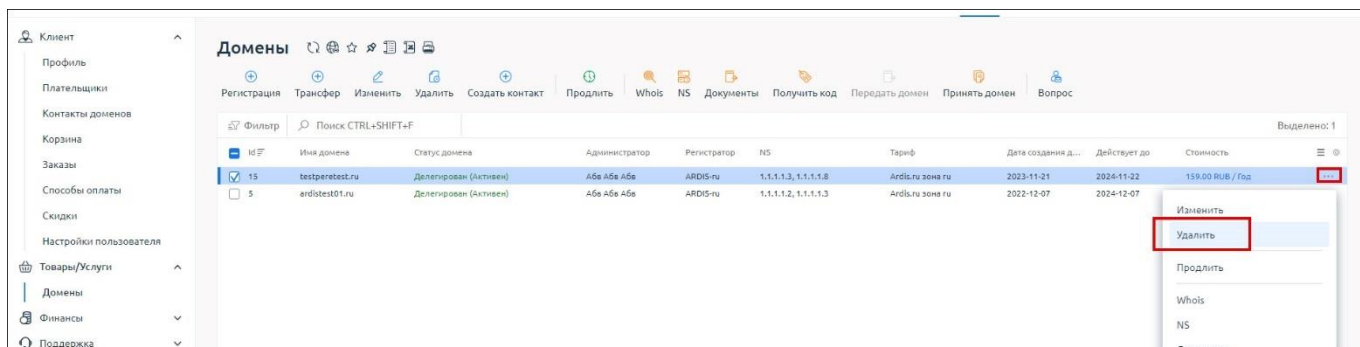 Клиент
Профиль
Плательщики
Контакты доменов
Корзина
Заказы
Способы оплаты
Скидки
Настройки пользователя
Товары/Услуги
Домены
Финансы
Поддержка
Домены
Регистрация Трансфер Изменить Удалить Создать контакт Продлить Whois NS Документы Получить код Передать домен Принять домен Вопрос
Фильтр Поиск CTRL+SHIFT+F Выделено: 1
Id Имя домена Статус домена Администратор Регистратор NS Тариф Дата создания д... Действует до Стоимость
15 testperetest.ru Делегирован (Активен) Абв Абв Абв ARDIS-ru 1.1.1.3, 1.1.1.8 Ardis.ru зона ru 2023-11-21 2024-11-22 159.00 RUB / Год ...
5 ardistest01.ru Делегирован (Активен) Абв Абв Абв ARDIS-ru 1.1.1.2, 1.1.1.3 Ardis.ru зона ru 2022-12-07 2024-12-07
Изменить
Удалить
Продлить
Whois
NS